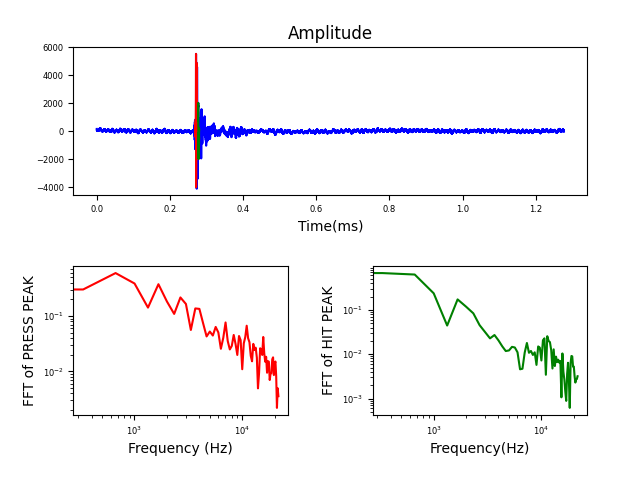 Amplitude
6000
4000
2000
0
−2000
−4000
0.0 0.2 0.4 0.6 0.8 1.0 1.2
Time(ms)
FFT of PRESS PEAK
10⁻¹
10⁻²
10³ 10⁴
Frequency (Hz)
FFT of HIT PEAK
10⁻¹
10⁻²
10⁻³
10³ 10⁴
Frequency(Hz)